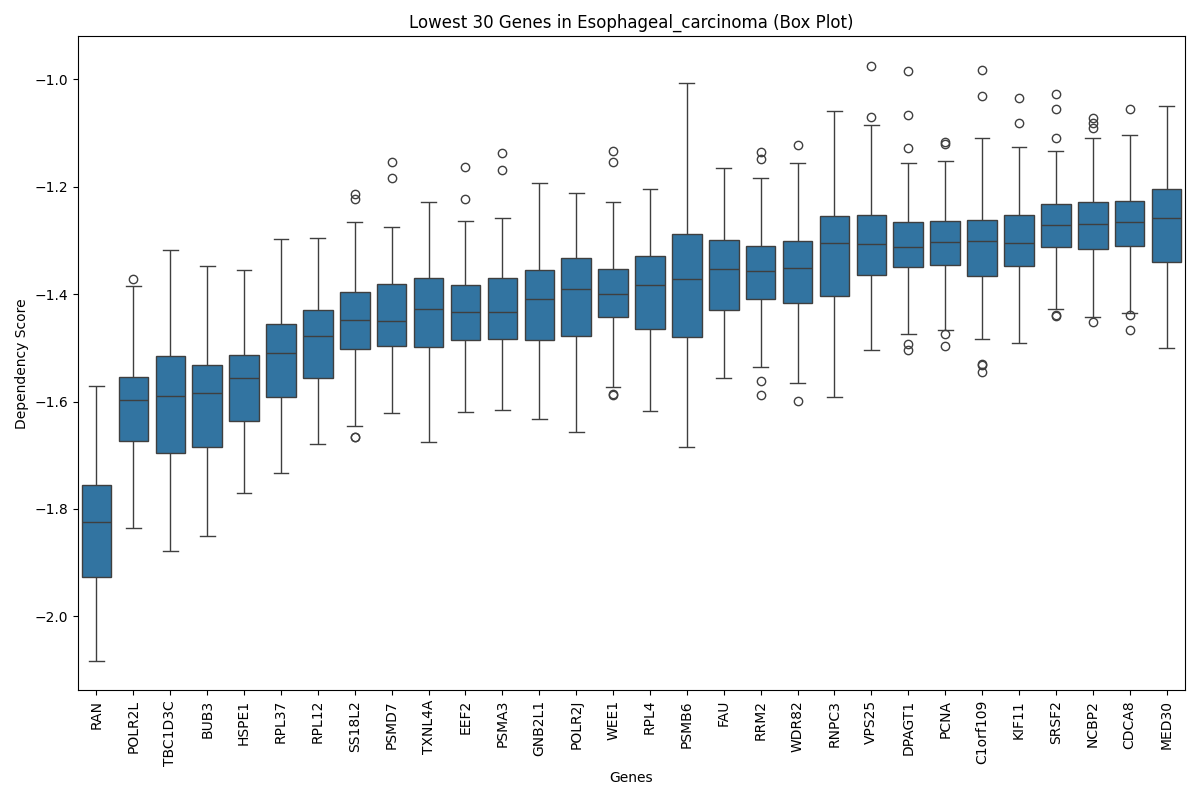 Lowest 30 Genes in Esophageal_carcinoma (Box Plot)
Dependency Score
−1.0
−1.2
−1.4
−1.6
−1.8
−2.0
RAN
POLR2L
TBC1D3C
BUB3
HSPE1
RPL37
RPL12
SS18L2
PSMD7
TXNL4A
EEF2
PSMA3
GNB2L1
POLR2J
WEE1
RPL4
PSMB6
FAU
RRM2
WDR82
RNPC3
VPS25
DPAGT1
PCNA
C1orf109
KIF11
SRSF2
NCBP2
CDCA8
MED30
Genes